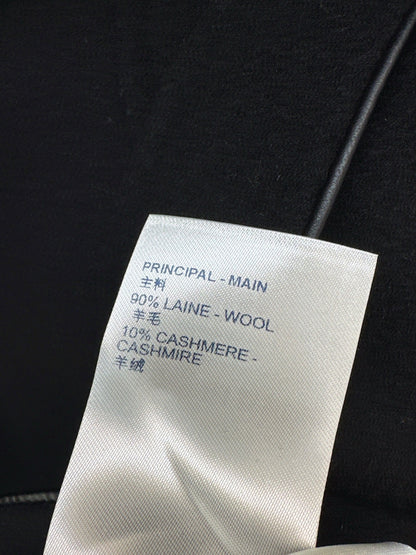 PRINCIPAL - MAIN
主料
90% LAINE - WOOL
羊毛
10% CASHMERE -
CASHMIRE
羊绒